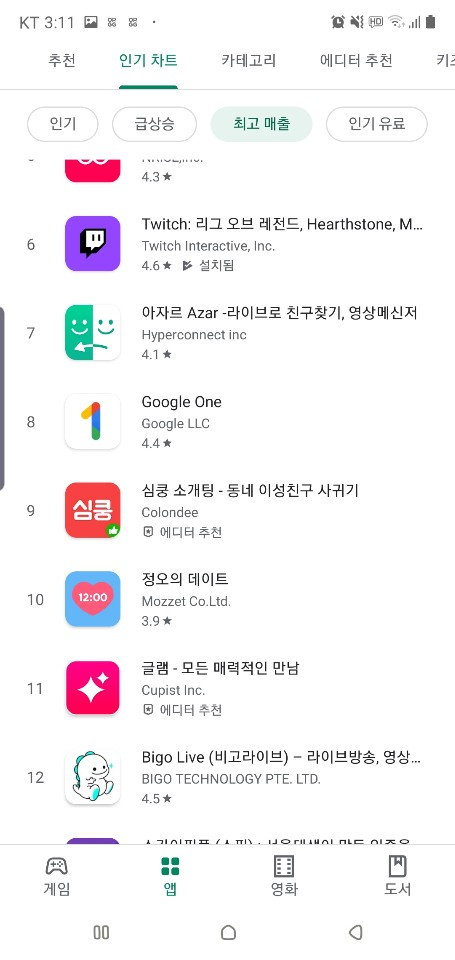 KT 3:11
HD
추천 인기 차트 카테고리 에디터 추천 키즈
인기 급상승 최고 매출 인기 유료
4.3★
6
Twitch: 리그 오브 레전드, Hearthstone, M...
Twitch Interactive, Inc.
4.6★ 설치됨
7
아자르 Azar -라이브로 친구찾기, 영상메신저
Hyperconnect inc
4.1★
8
Google One
Google LLC
4.4★
9
심쿵
심쿵 소개팅 - 동네 이성친구 사귀기
Colondee
에디터 추천
10
12:00
정오의 데이트
Mozzet Co.Ltd.
3.9★
11
글램 - 모든 매력적인 만남
Cupist Inc.
에디터 추천
12
Bigo Live (비고라이브) – 라이브방송, 영상...
BIGO TECHNOLOGY PTE. LTD.
4.5★
게임 앱 영화 도서